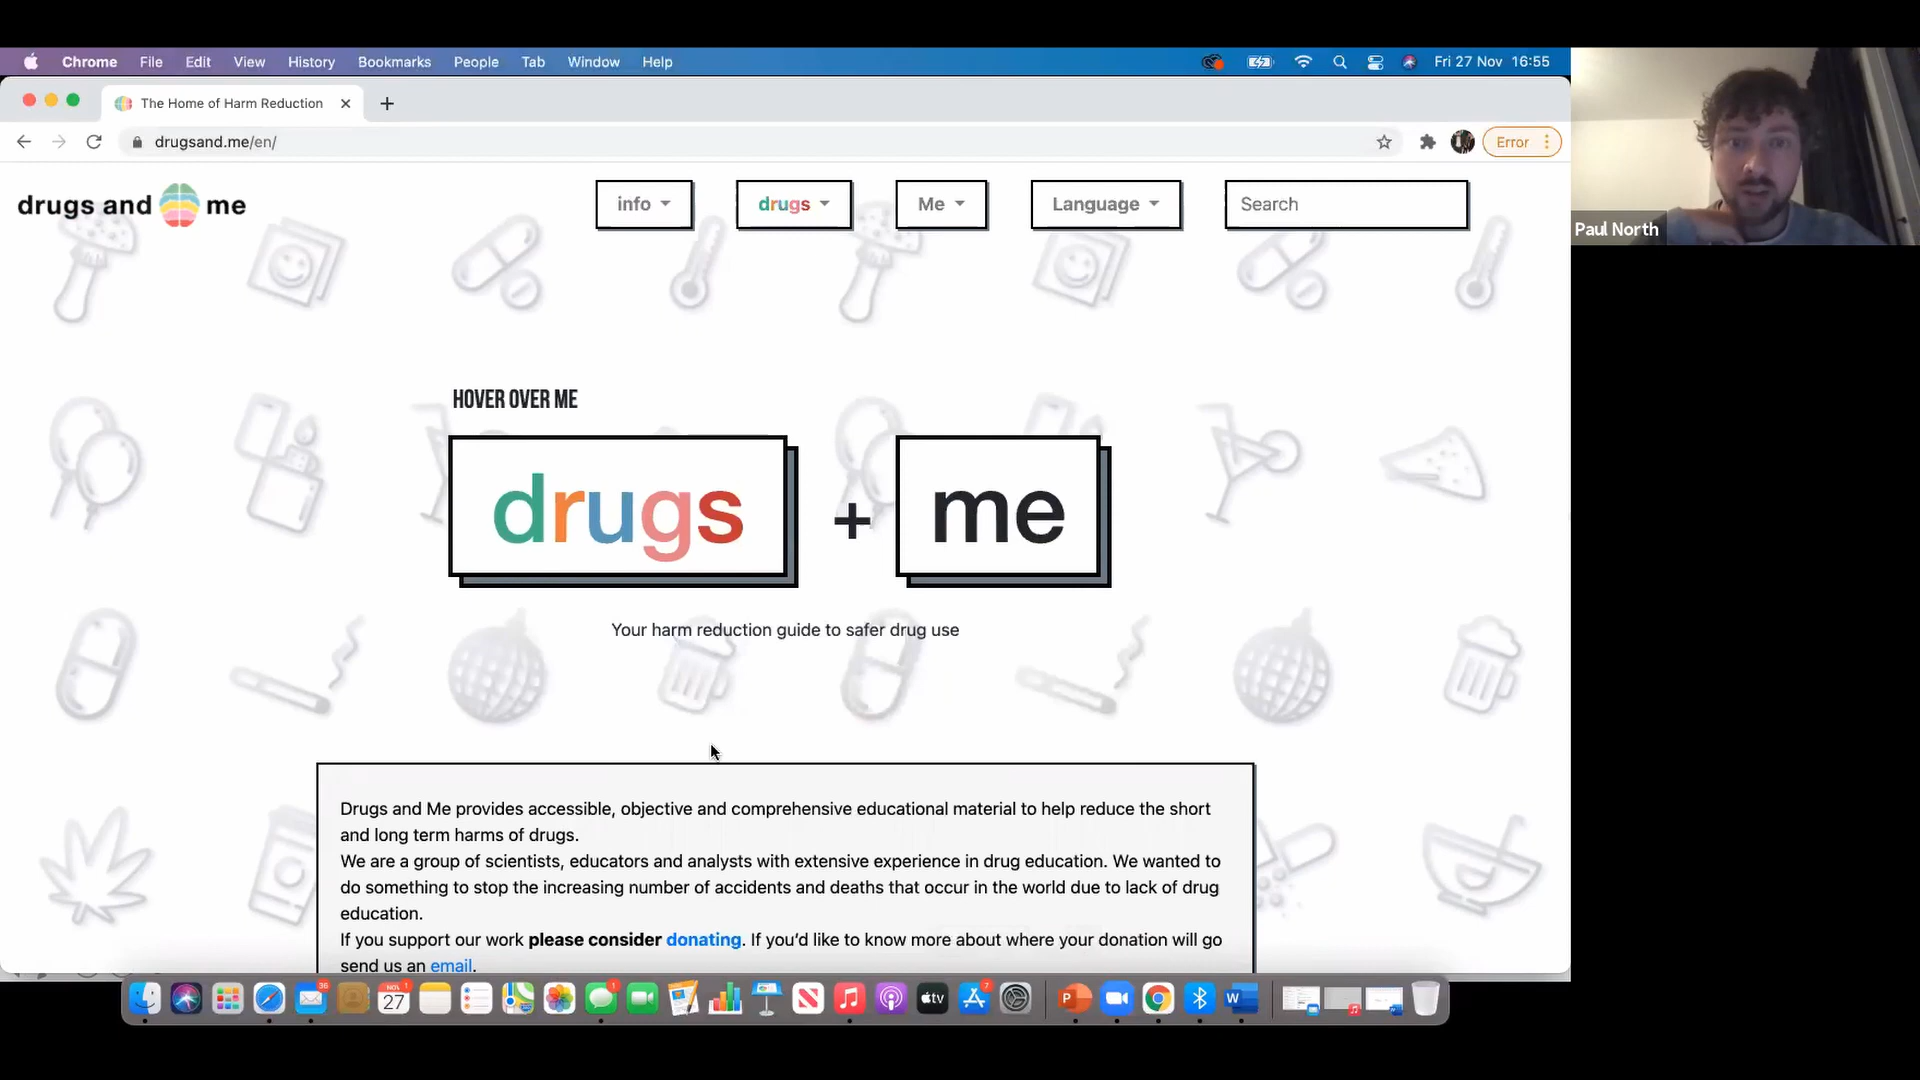 Chrome File Edit View History Bookmarks People Tab Window Help Fri 27 Nov 16:55
The Home of Harm Reduction
drugsand.me/en/ Error
drugs and me
info drugs Me Language Search
Paul North
HOVER OVER ME
drugs + me
Your harm reduction guide to safer drug use
Drugs and Me provides accessible, objective and comprehensive educational material to help reduce the short
and long term harms of drugs.
We are a group of scientists, educators and analysts with extensive experience in drug education. We wanted to
do something to stop the increasing number of accidents and deaths that occur in the world due to lack of drug
education.
If you support our work please consider donating. If you’d like to know more about where your donation will go
send us an email.
36 NOV 27 1 tv 7 P W